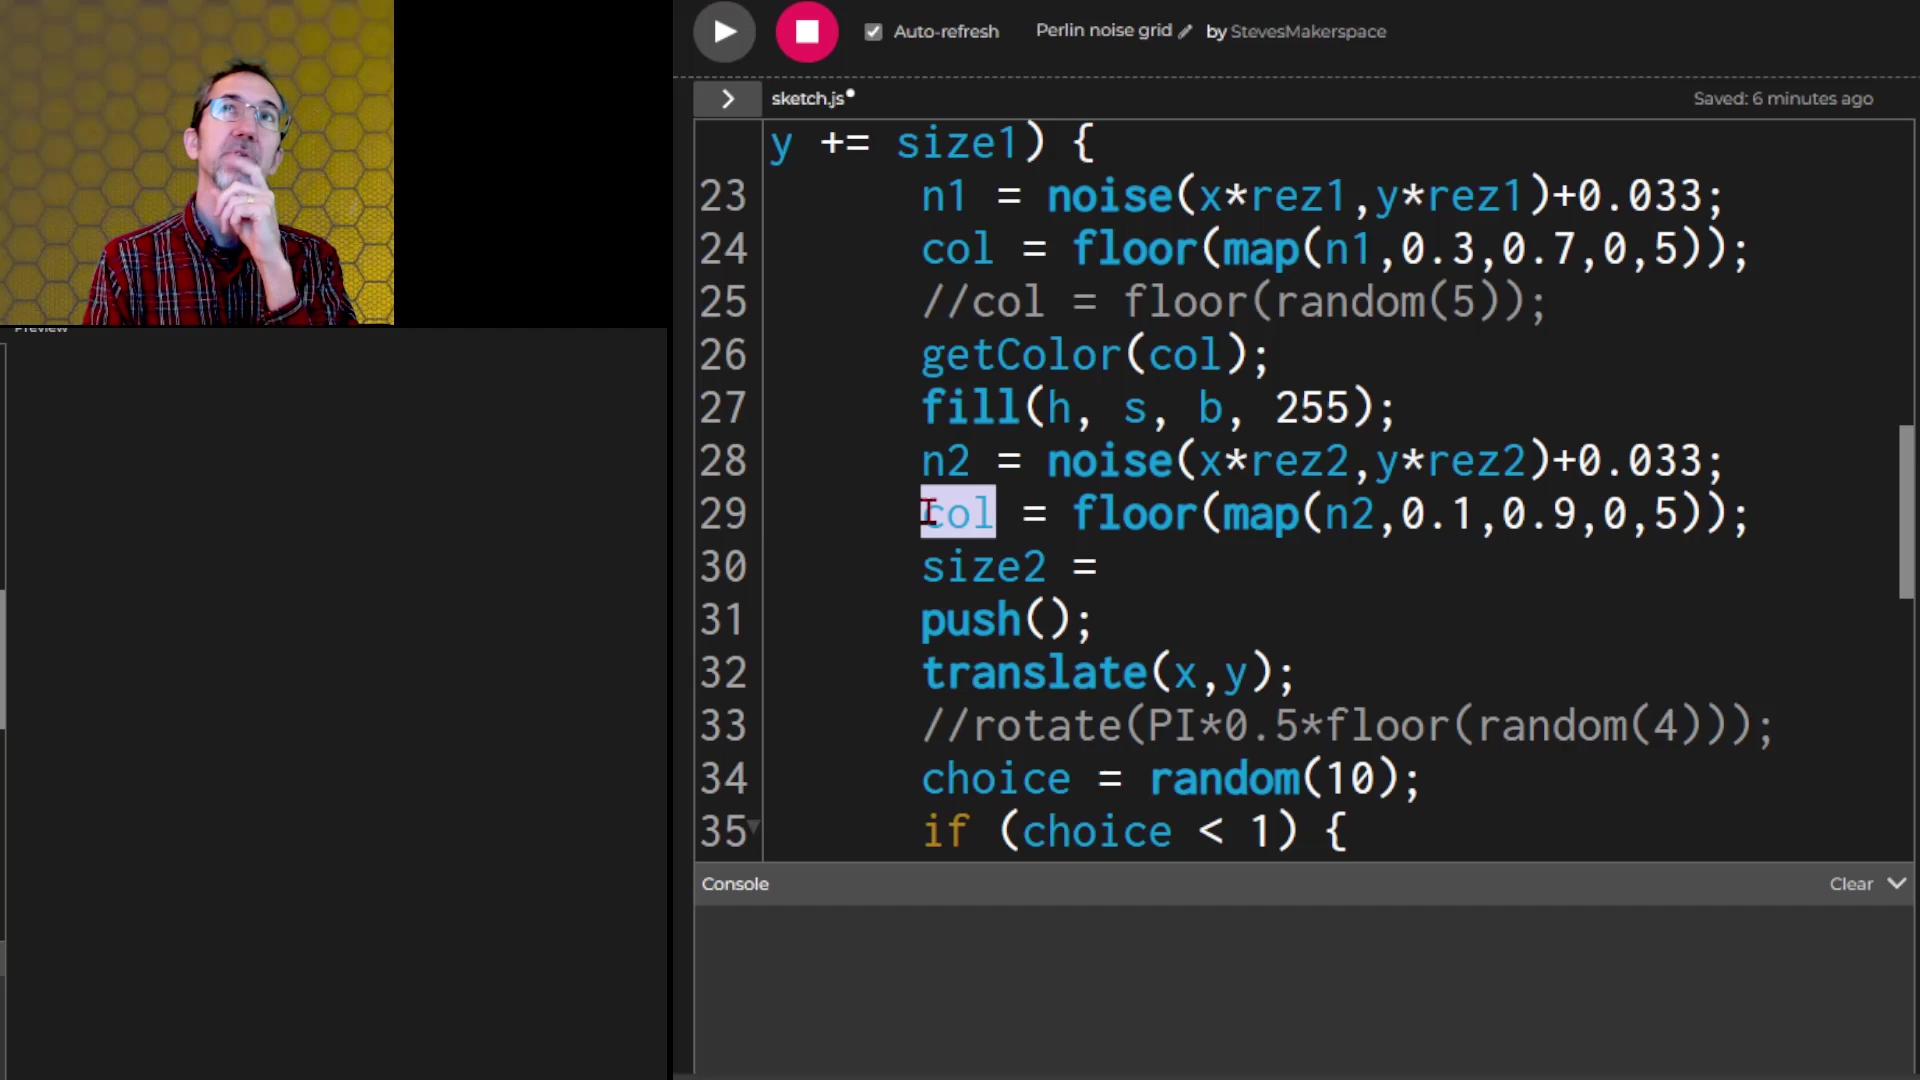 Auto-refresh Perlin noise grid by StevesMakerspace
sketch.js Saved: 6 minutes ago
Preview
y += size1) {
23 n1 = noise(x*rez1,y*rez1)+0.033;
24 col = floor(map(n1,0.3,0.7,0,5));
25 //col = floor(random(5));
26 getColor(col);
27 fill(h, s, b, 255);
28 n2 = noise(x*rez2,y*rez2)+0.033;
29 col = floor(map(n2,0.1,0.9,0,5));
30 size2 =
31 push();
32 translate(x,y);
33 //rotate(PI*0.5*floor(random(4)));
34 choice = random(10);
35 if (choice < 1) {
Console Clear